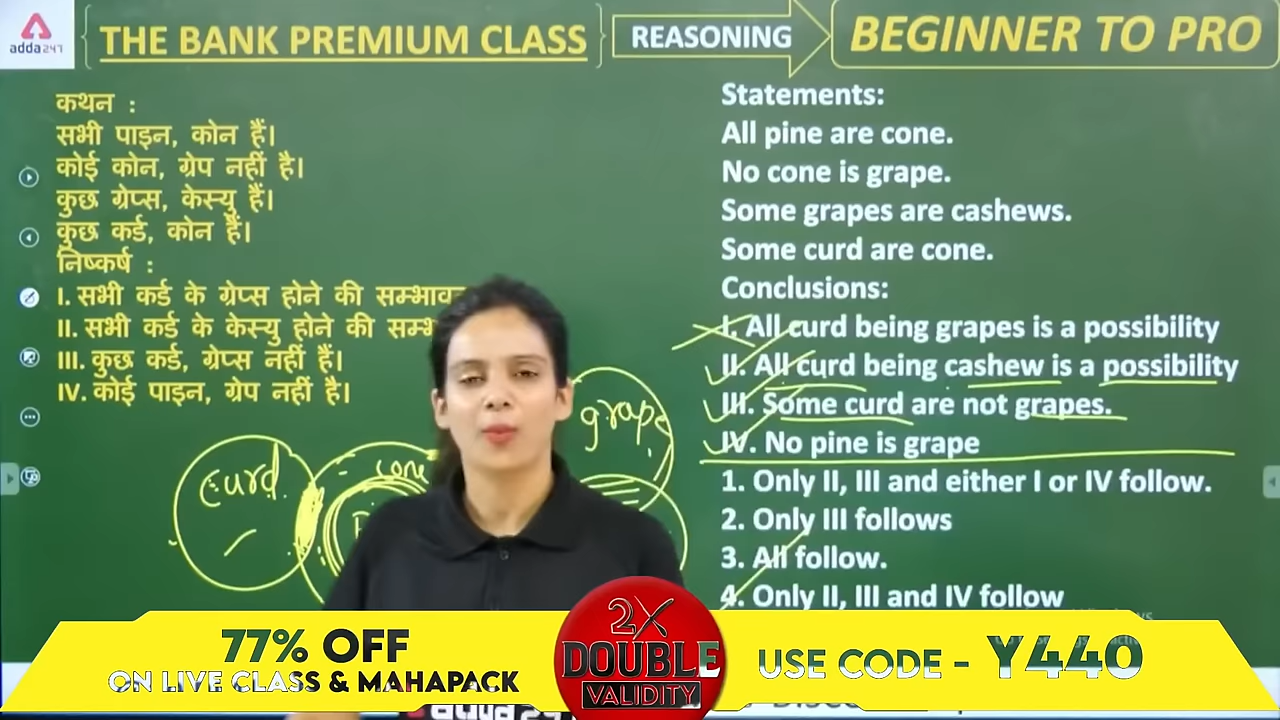 adda247
THE BANK PREMIUM CLASS
REASONING
BEGINNER TO PRO
कथन :
सभी पाइन, कोन हैं।
कोई कोन, ग्रेप नहीं है।
कुछ ग्रेप्स, केस्यु हैं।
कुछ कर्ड, कोन हैं।
निष्कर्ष :
I. सभी कर्ड के ग्रेप्स होने की
II. सभी कर्ड के केस्यु होने की
III. कुछ कर्ड, ग्रेप्स नहीं हैं।
IV. कोई पाइन, ग्रेप नहीं है।
Statements:
All pine are cone.
No cone is grape.
Some grapes are cashews.
Some curd are cone.
Conclusions:
I. All curd being grapes is a possibility
II. All curd being cashew is a possibility
III. Some curd are not grapes.
IV. No pine is grape
1. Only II, III and either I or IV follow.
2. Only III follows
3. All follow.
4. Only II, III and IV follow
curd
cone
grape
77% OFF
ON LIVE CLASS & MAHAPACK
2X
DOUBLE
VALIDITY
USE CODE - Y440